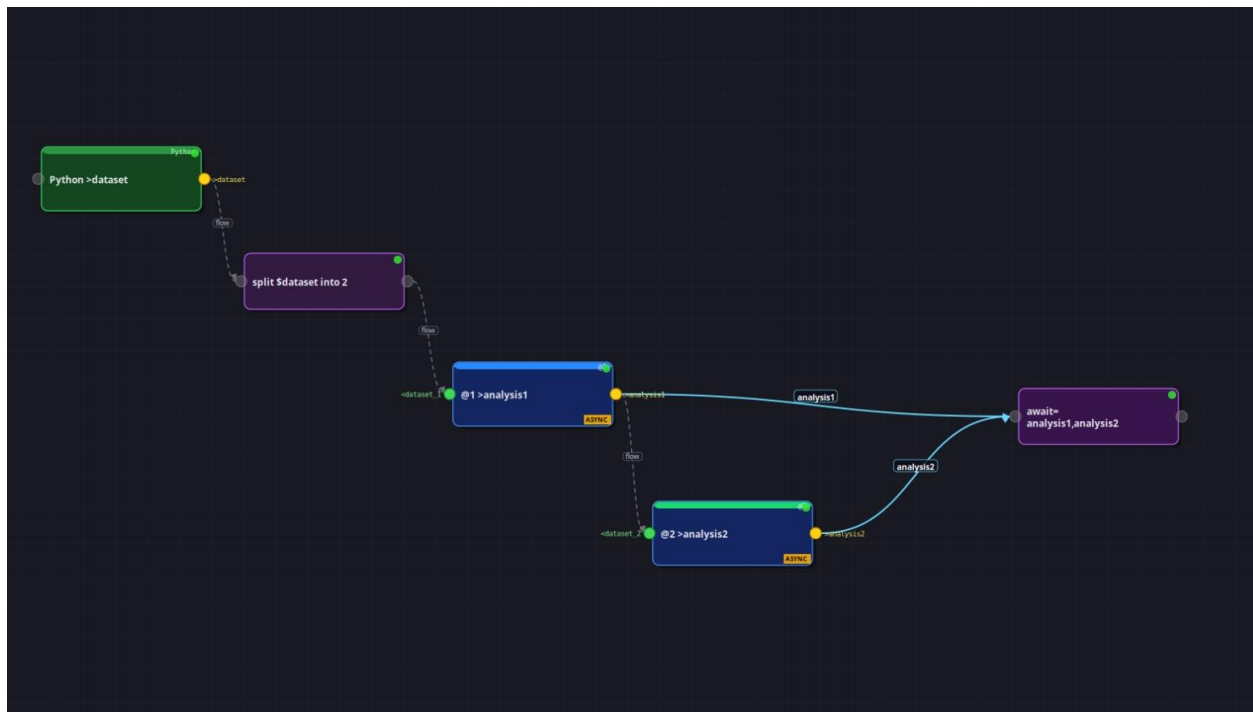 Python
Python >dataset
>dataset
flow
split $dataset into 2
flow
<dataset_1
@1 >analysis1
ASYNC
>analysis1
analysis1
await=
analysis1,analysis2
flow
analysis2
<dataset_2
@2 >analysis2
ASYNC
>analysis2